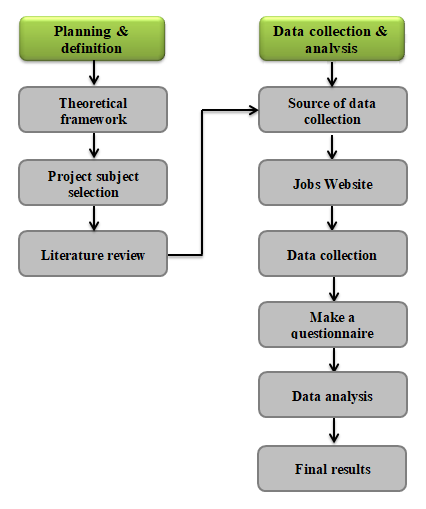 Planning &
definition
Theoretical
framework
Project subject
selection
Literature review
Data collection &
analysis
Source of data
collection
Jobs Website
Data collection
Make a
questionnaire
Data analysis
Final results